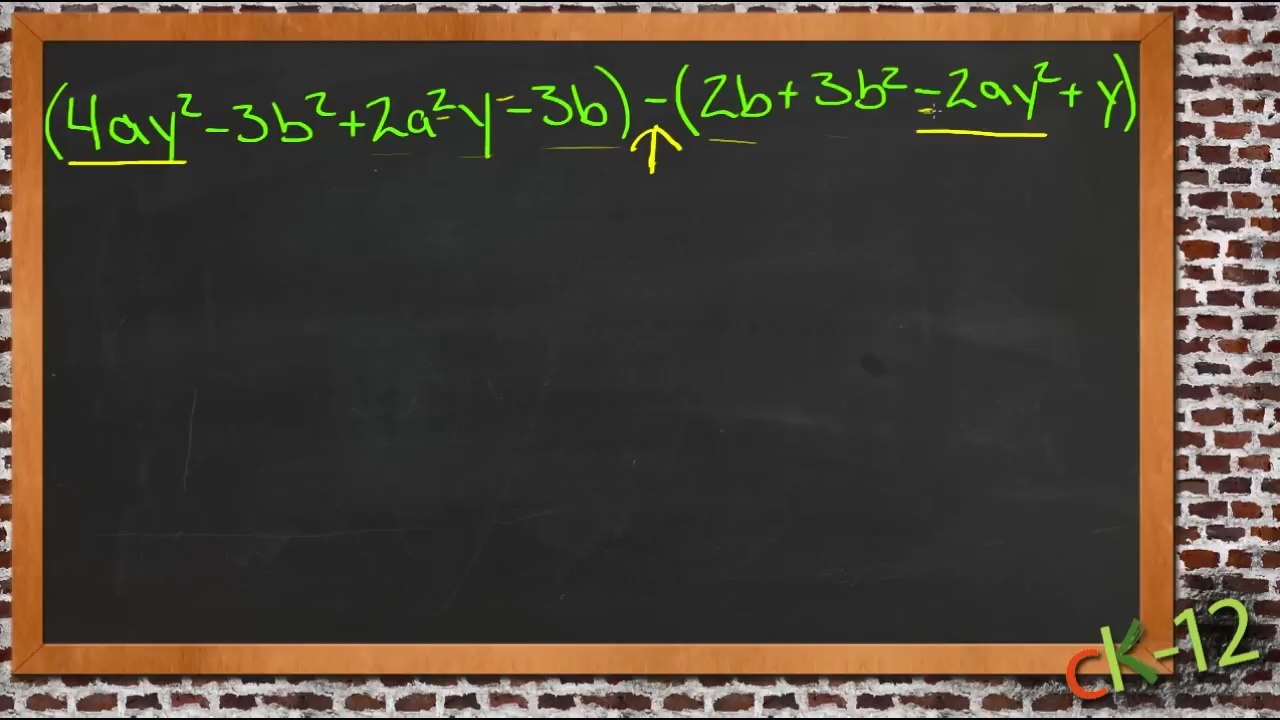 (4ay² - 3b² + 2a²y - 3b) - (2b + 3b² - 2ay² + y)
cK-12